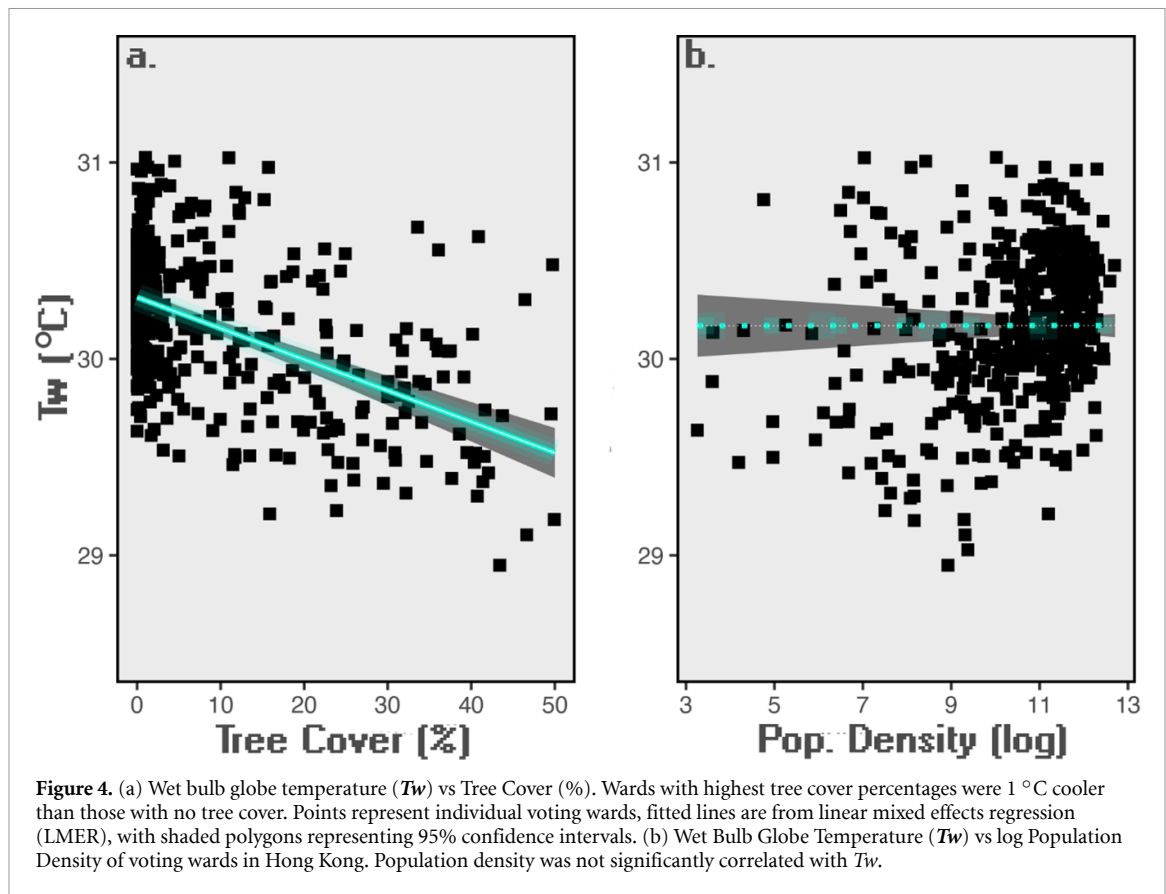 a.
b.
31
30
29
Tw (°C)
0 10 20 30 40 50
Tree Cover (%)
31
30
29
3 5 7 9 11 13
Pop. Density (log)
Figure 4. (a) Wet bulb globe temperature (Tw) vs Tree Cover (%). Wards with highest tree cover percentages were 1 °C cooler
than those with no tree cover. Points represent individual voting wards, fitted lines are from linear mixed effects regression
(LMER), with shaded polygons representing 95% confidence intervals. (b) Wet Bulb Globe Temperature (Tw) vs log Population
Density of voting wards in Hong Kong. Population density was not significantly correlated with Tw.